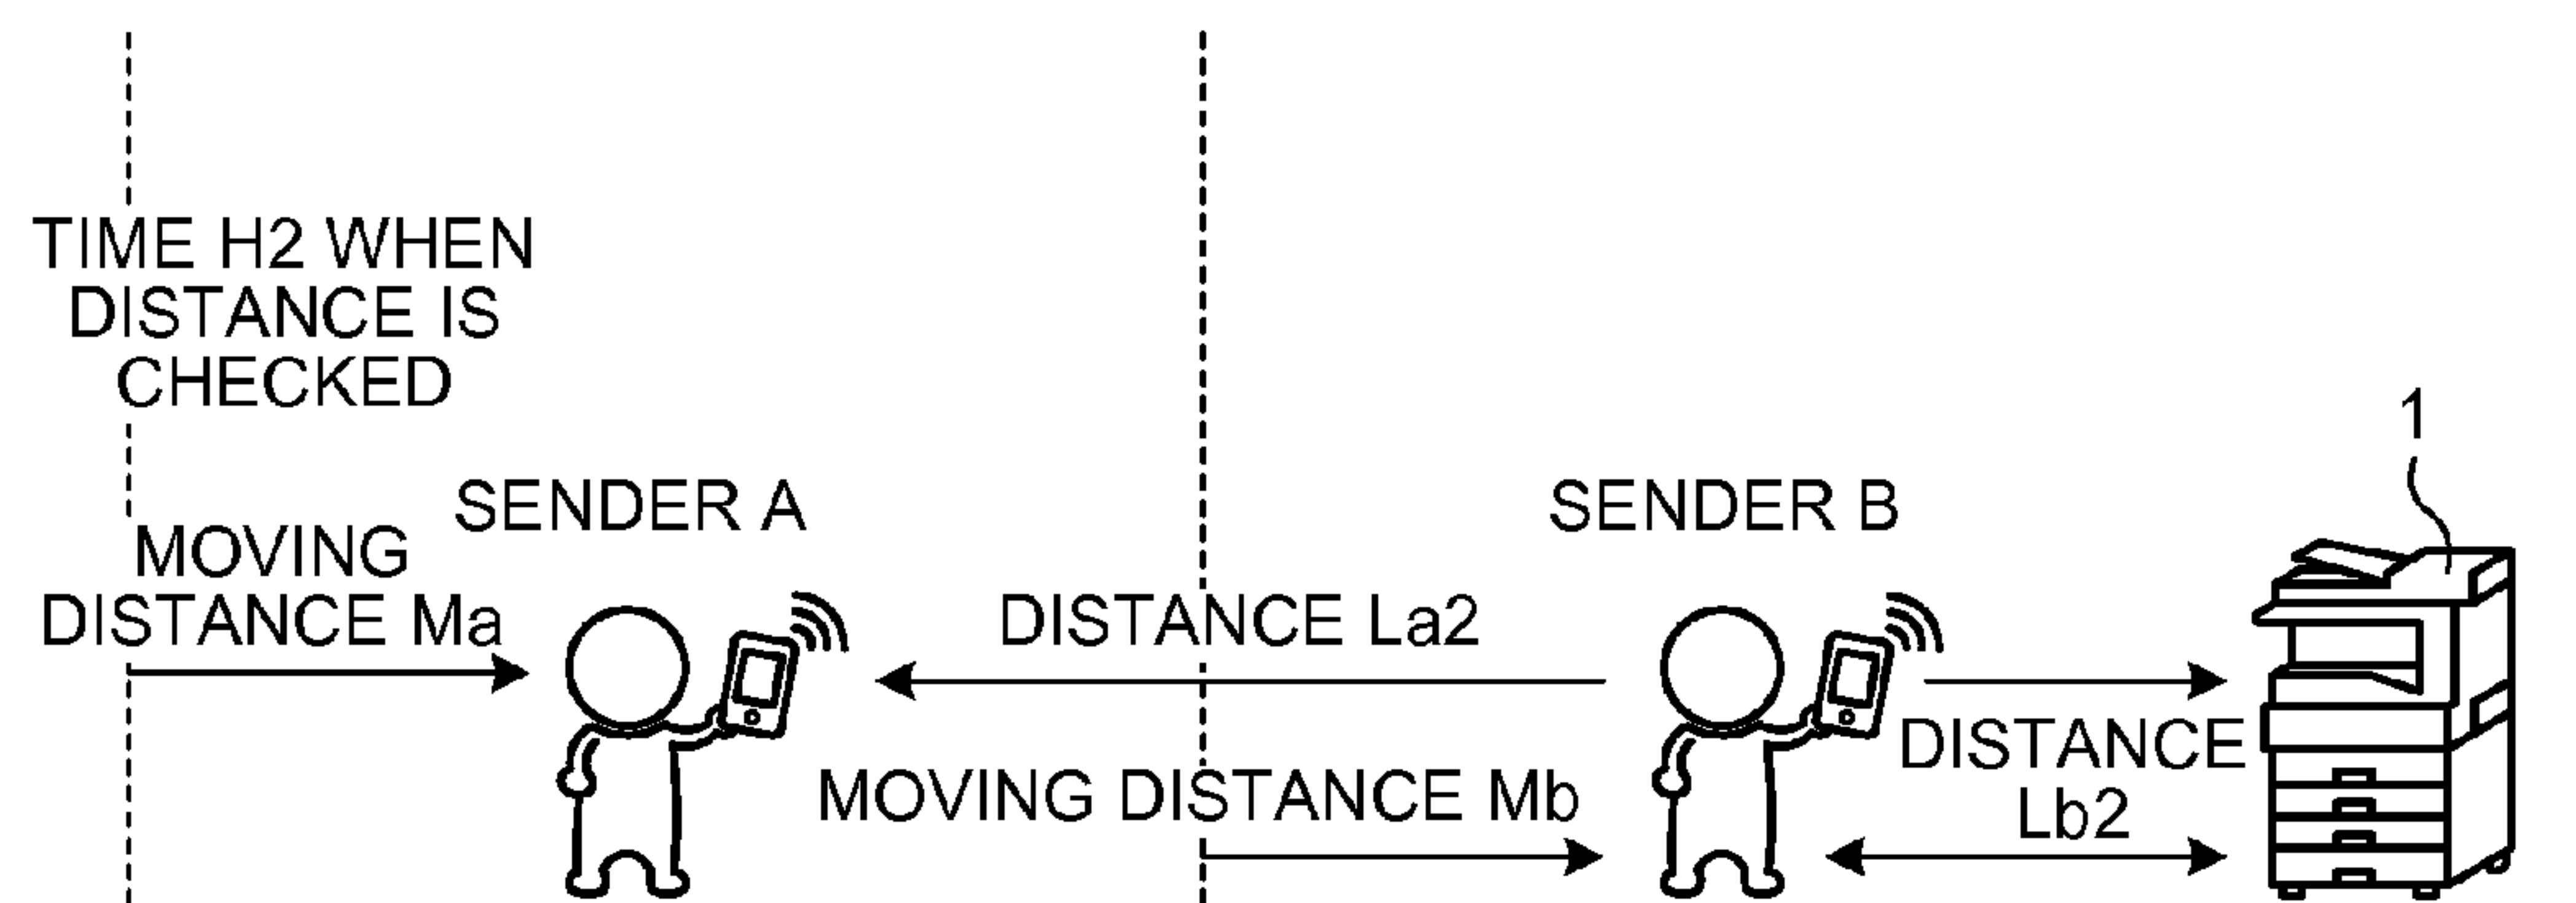 TIME H2 WHEN
DISTANCE IS
CHECKED
1
SENDER A
SENDER B
MOVING
DISTANCE Ma
DISTANCE La2
DISTANCE
Lb2
MOVING DISTANCE Mb